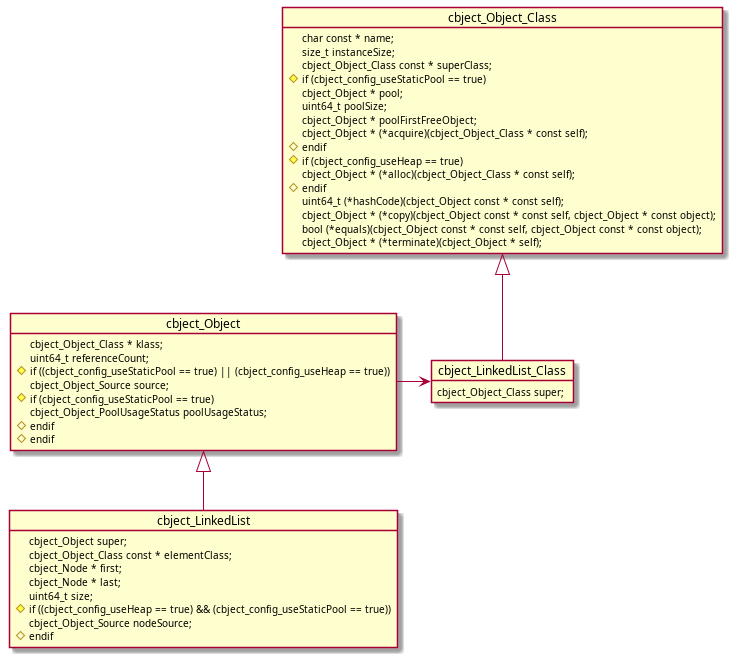 cbject_Object_Class
char const * name;
size_t instanceSize;
cbject_Object_Class const * superClass;
if (cbject_config_useStaticPool == true)
cbject_Object * pool;
uint64_t poolSize;
cbject_Object * poolFirstFreeObject;
cbject_Object * (*acquire)(cbject_Object_Class * const self);
endif
if (cbject_config_useHeap == true)
cbject_Object * (*alloc)(cbject_Object_Class * const self);
endif
uint64_t (*hashCode)(cbject_Object const * const self);
cbject_Object * (*copy)(cbject_Object const * const self, cbject_Object * const object);
bool (*equals)(cbject_Object const * const self, cbject_Object const * const object);
cbject_Object * (*terminate)(cbject_Object * self);
cbject_Object
cbject_Object_Class * klass;
uint64_t referenceCount;
if ((cbject_config_useStaticPool == true) || (cbject_config_useHeap == true))
cbject_Object_Source source;
if (cbject_config_useStaticPool == true)
cbject_Object_PoolUsageStatus poolUsageStatus;
endif
endif
cbject_LinkedList_Class
cbject_Object_Class super;
cbject_LinkedList
cbject_Object super;
cbject_Object_Class const * elementClass;
cbject_Node * first;
cbject_Node * last;
uint64_t size;
if ((cbject_config_useHeap == true) && (cbject_config_useStaticPool == true))
cbject_Object_Source nodeSource;
endif